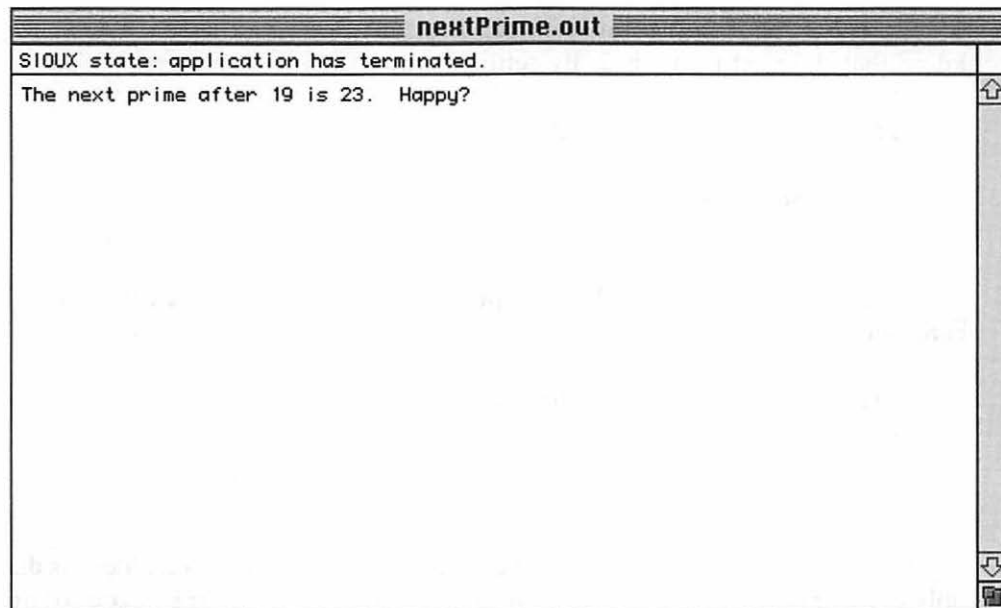 nextPrime.out
SIOUX state: application has terminated.
The next prime after 19 is 23.  Happy?